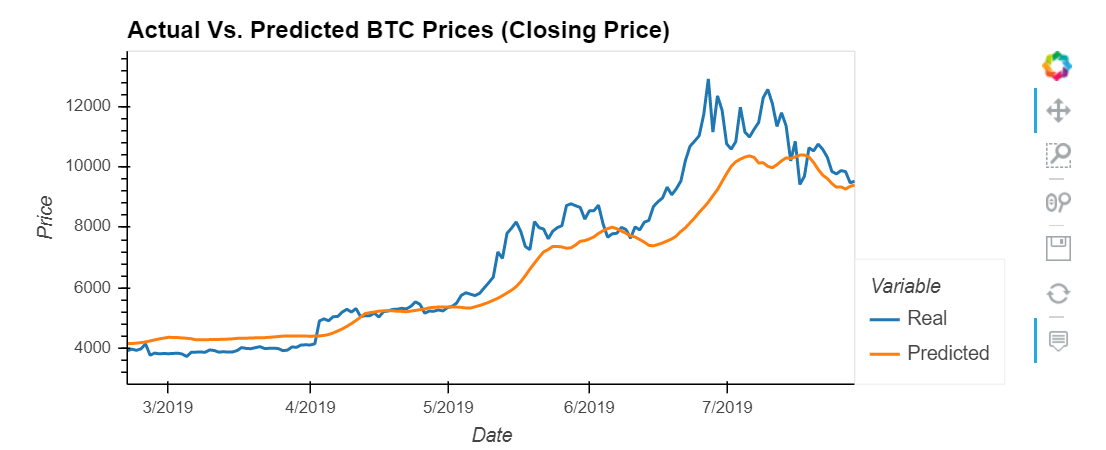 Actual Vs. Predicted BTC Prices (Closing Price)
12000
10000
8000
6000
4000
Price
3/2019
4/2019
5/2019
6/2019
7/2019
Date
Variable
Real
Predicted